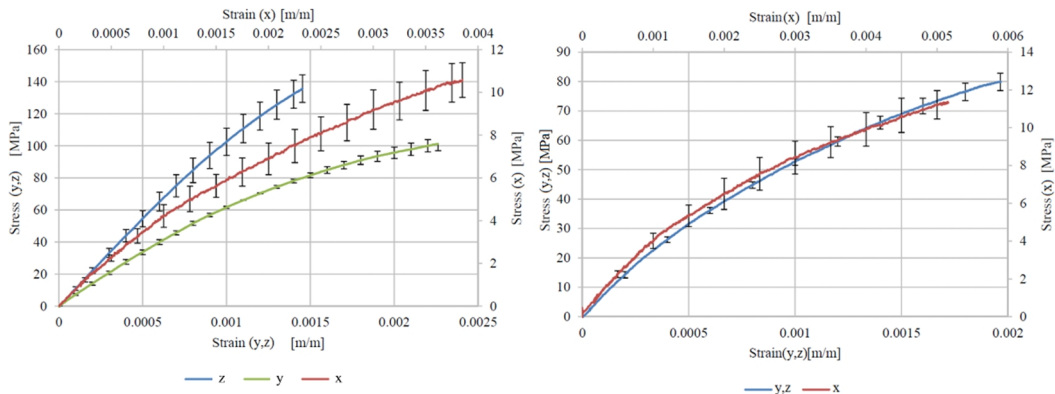 Strain (x) [m/m]
0 0.0005 0.001 0.0015 0.002 0.0025 0.003 0.0035 0.004
160
140
120
100
80
60
40
20
0
Stress (y,z) [MPa]
12
10
8
6
4
2
0
Stress (x) [MPa]
0 0.0005 0.001 0.0015 0.002 0.0025
Strain (y,z) [m/m]
z y x
Strain(x) [m/m]
0 0.001 0.002 0.003 0.004 0.005 0.006
90
80
70
60
50
40
30
20
10
0
Stress (y,z) [MPa]
14
12
10
8
6
4
2
0
Stress(x) [MPa]
0 0.0005 0.001 0.0015 0.002
Strain(y,z)[m/m]
y,z x